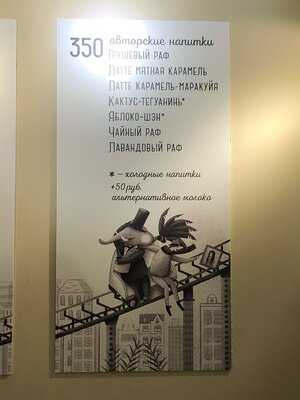 350 авторские напитки
Грушевый раф
Латте мятная карамель
Латте карамель-маракуйя
Кактус-тегуанинь*
Яблоко-шэн*
Чайный раф
Лавандовый раф
* – холодные напитки
+50 руб.
альтернативное молоко